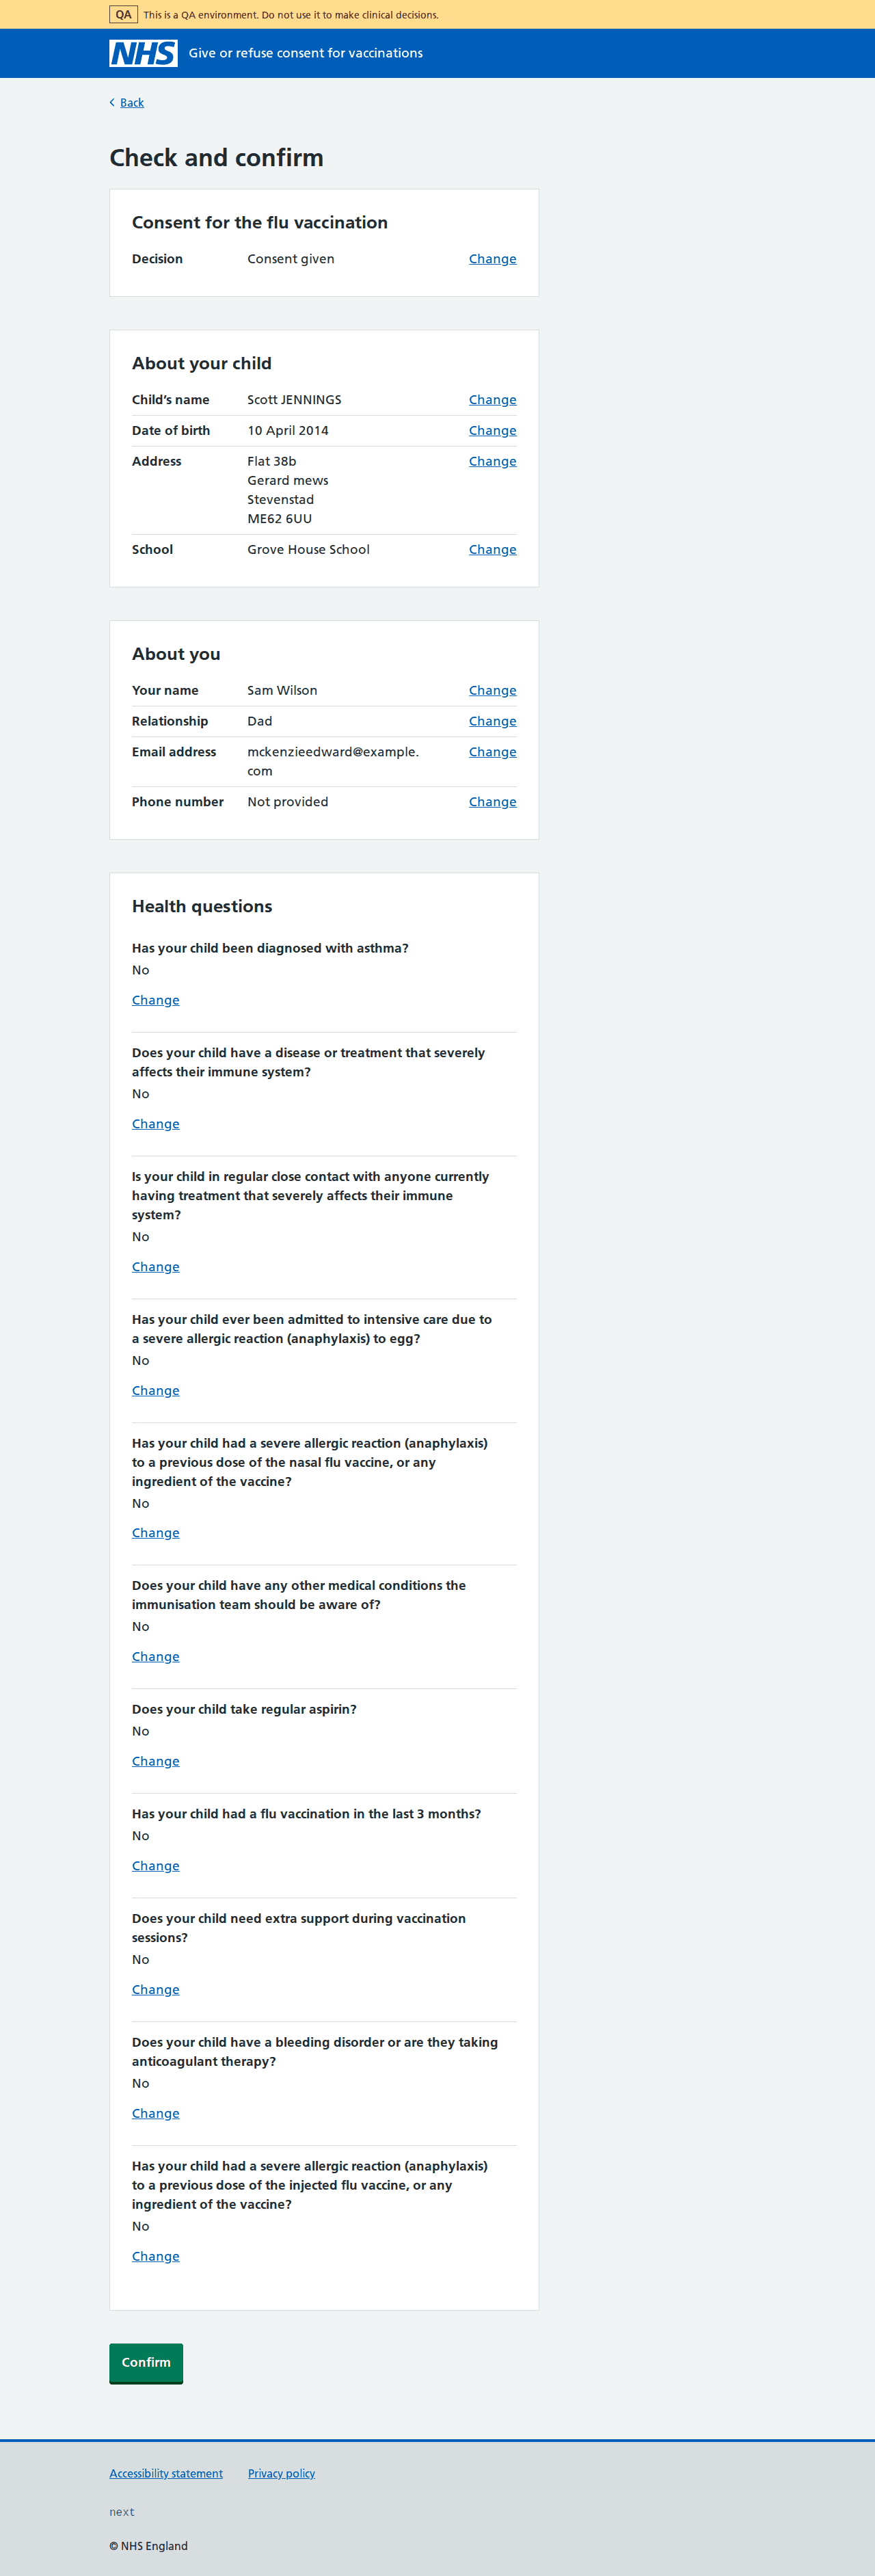 QA This is a QA environment. Do not use it to make clinical decisions.
NHS Give or refuse consent for vaccinations
Back
Check and confirm
Consent for the flu vaccination
Decision Consent given Change
About your child
Child’s name Scott JENNINGS Change
Date of birth 10 April 2014 Change
Address Flat 38b Change
Gerard mews
Stevenstad
ME62 6UU
School Grove House School Change
About you
Your name Sam Wilson Change
Relationship Dad Change
Email address mckenzieedward@example. Change
com
Phone number Not provided Change
Health questions
Has your child been diagnosed with asthma?
No
Change
Does your child have a disease or treatment that severely
affects their immune system?
No
Change
Is your child in regular close contact with anyone currently
having treatment that severely affects their immune
system?
No
Change
Has your child ever been admitted to intensive care due to
a severe allergic reaction (anaphylaxis) to egg?
No
Change
Has your child had a severe allergic reaction (anaphylaxis)
to a previous dose of the nasal flu vaccine, or any
ingredient of the vaccine?
No
Change
Does your child have any other medical conditions the
immunisation team should be aware of?
No
Change
Does your child take regular aspirin?
No
Change
Has your child had a flu vaccination in the last 3 months?
No
Change
Does your child need extra support during vaccination
sessions?
No
Change
Does your child have a bleeding disorder or are they taking
anticoagulant therapy?
No
Change
Has your child had a severe allergic reaction (anaphylaxis)
to a previous dose of the injected flu vaccine, or any
ingredient of the vaccine?
No
Change
Confirm
Accessibility statement Privacy policy
next
© NHS England